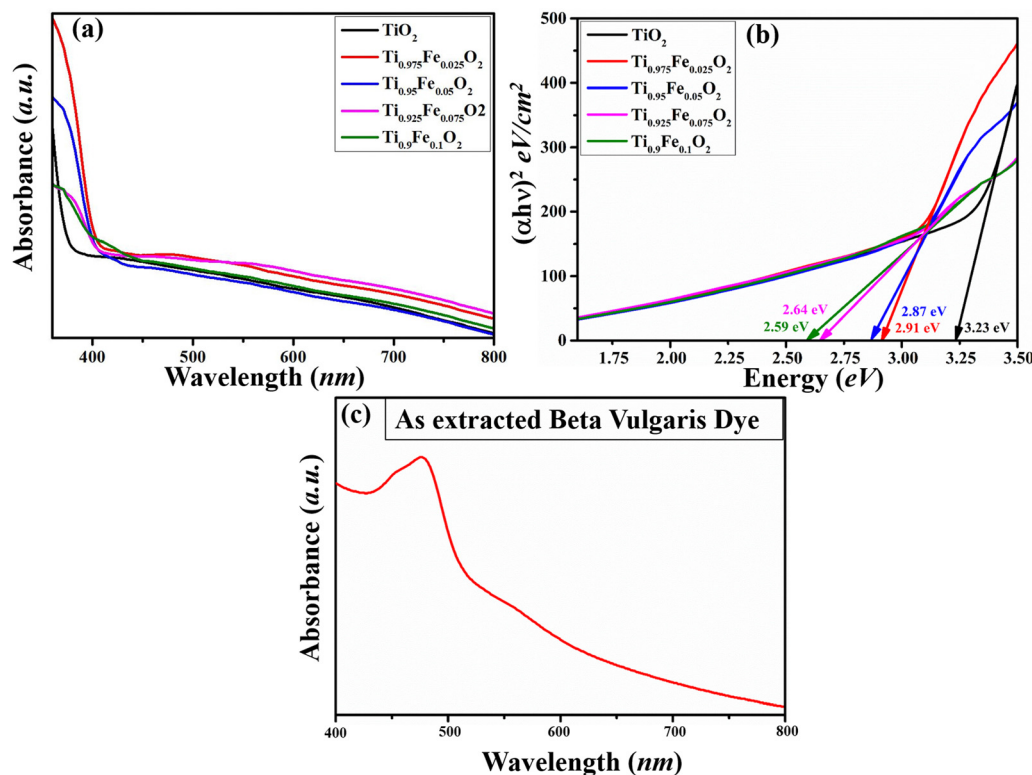 (a)
TiO₂
Ti₀.₉₇₅Fe₀.₀₂₅O₂
Ti₀.₉₅Fe₀.₀₅O₂
Ti₀.₉₂₅Fe₀.₀₇₅O2
Ti₀.₉Fe₀.₁O₂
Absorbance (a.u.)
400 500 600 700 800
Wavelength (nm)
(b)
TiO₂
Ti₀.₉₇₅Fe₀.₀₂₅O₂
Ti₀.₉₅Fe₀.₀₅O₂
Ti₀.₉₂₅Fe₀.₀₇₅O₂
Ti₀.₉Fe₀.₁O₂
(αhν)² eV/cm²
500
400
300
200
100
0
2.64 eV
2.59 eV
2.87 eV
2.91 eV
3.23 eV
1.75 2.00 2.25 2.50 2.75 3.00 3.25 3.50
Energy (eV)
(c)
As extracted Beta Vulgaris Dye
Absorbance (a.u.)
400 500 600 700 800
Wavelength (nm)